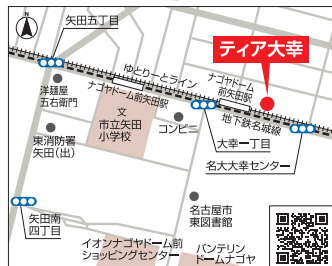 矢田五丁目
ティア大幸
ゆとりーとライン
ナゴヤドーム
前矢田駅
洋麺屋
五右衛門
ナゴヤドーム前矢田駅
文
市立矢田
小学校
コンビニ
地下鉄名城線
東消防署
矢田(出)
大幸一丁目
名大大幸センター
矢田南
四丁目
名古屋市
東図書館
イオンナゴヤドーム前
ショッピングセンター
バンテリン
ドームナゴヤ